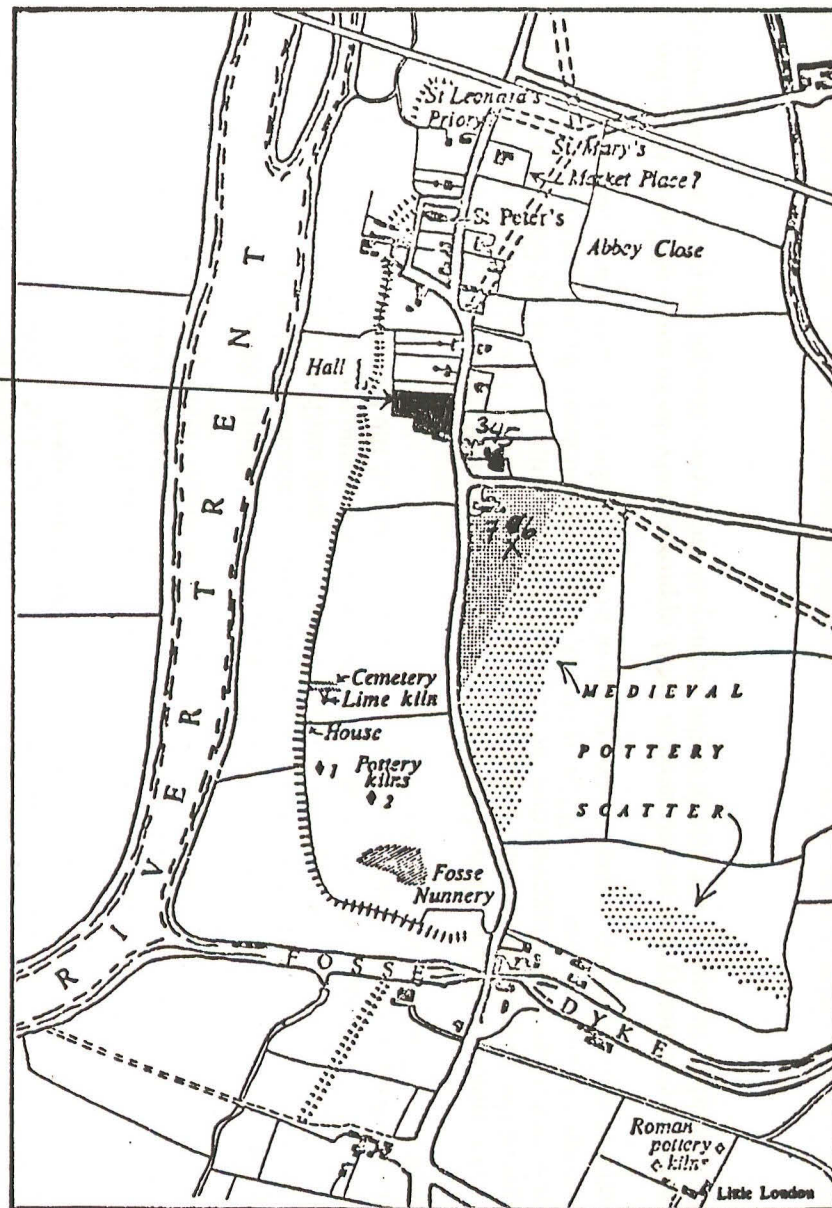 St Leonard's
Priory
St. Mary's
Market Place?
St Peter's
Abbey Close
RIVER TRENT
Hall
7 6
Cemetery
Lime kiln
House
Pottery
kilns
1
2
MEDIEVAL
POTTERY
SCATTER
Fosse
Nunnery
FOSSE
DYKE
Roman
pottery
kilns
Little London